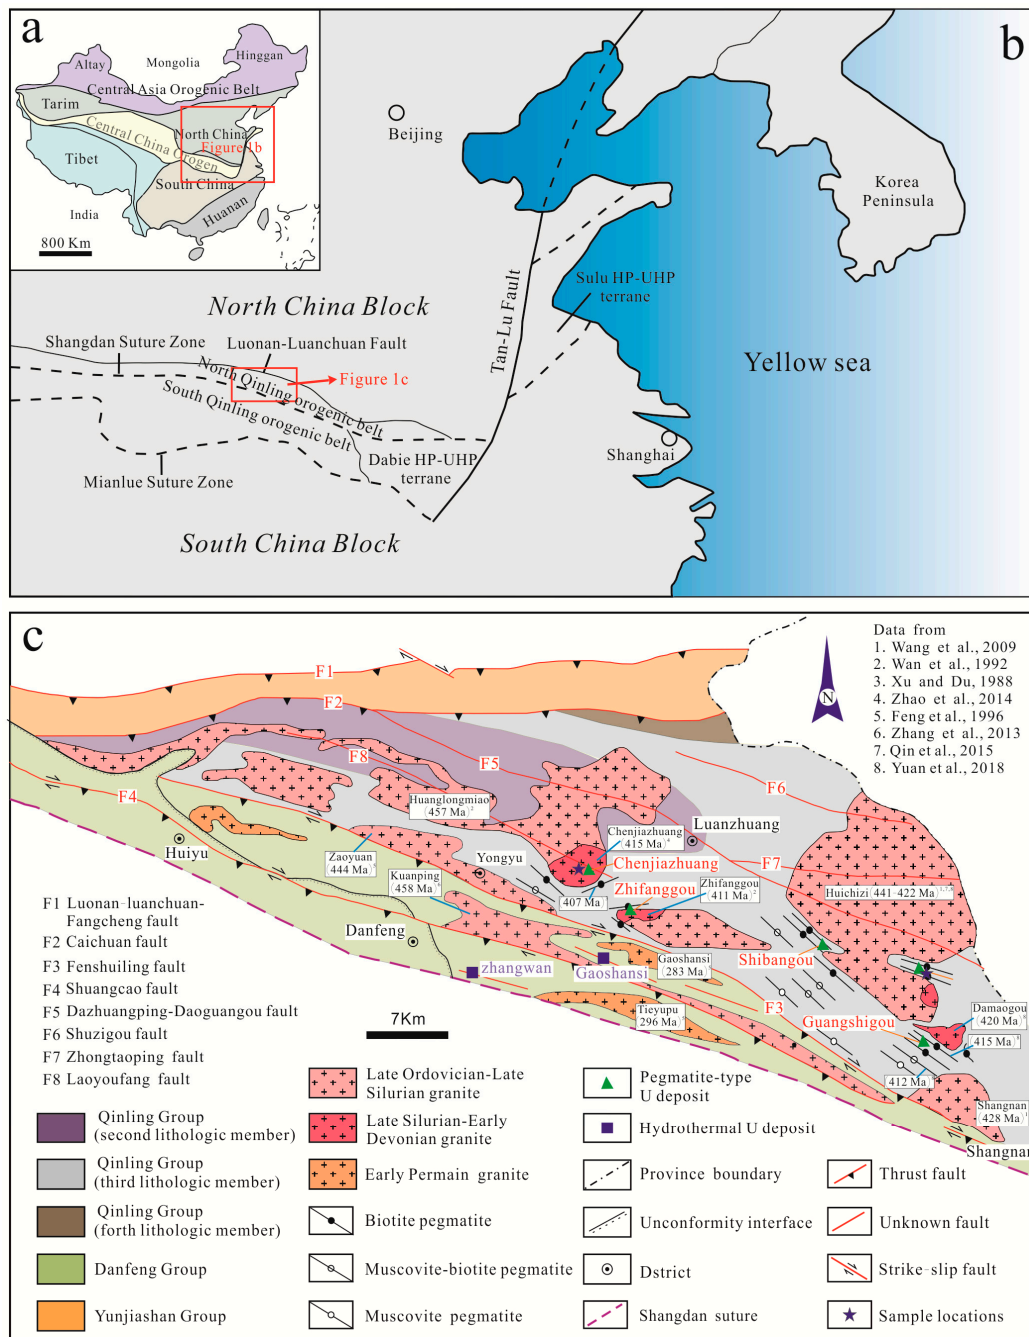 a
Altay
Mongolia
Hinggan
Central Asia Orogenic Belt
Tarim
North China
Central China Orogen
Figure 1b
Tibet
South China
Huanan
India
800 Km
b
Beijing
Korea
Peninsula
North China Block
Tan-Lu Fault
Sulu HP-UHP
terrane
Shangdan Suture Zone
Luonan-Luanchuan Fault
North Qinling orogenic belt
Figure 1c
South Qinling orogenic belt
Yellow sea
Dabie HP-UHP
terrane
Shanghai
Mianlue Suture Zone
South China Block
c
Data from
1. Wang et al., 2009
2. Wan et al., 1992
3. Xu and Du, 1988
4. Zhao et al., 2014
5. Feng et al., 1996
6. Zhang et al., 2013
7. Qin et al., 2015
8. Yuan et al., 2018
N
F1
F2
F8
F5
F6
F4
F7
F3
Huanglongmiao
(457 Ma)2
Chenjiazhuang
(415 Ma)4
Luanzhuang
Huiyu
Zaoyuan
(444 Ma)
Yongyu
Chenjiazhuang
Kuanping
(458 Ma)
Zhifanggou
Zhifanggou
(411 Ma)2
407 Ma
Huichizi (441-422 Ma)
Danfeng
zhangwan
Gaoshansi
Gaoshansi
(283 Ma)
Shibangou
Tieyupu
296 Ma)
Guangshigou
Damaogou
(420 Ma)
415 Ma)
412 Ma)
Shangnan
(428 Ma)
Shangnan
7Km
F1 Luonan-luanchuan-
Fangcheng fault
F2 Caichuan fault
F3 Fenshuiling fault
F4 Shuangcao fault
F5 Dazhuangping-Daoguangou fault
F6 Shuzigou fault
F7 Zhongtaoping fault
F8 Laoyoufang fault
Qinling Group
(second lithologic member)
Qinling Group
(third lithologic member)
Qinling Group
(forth lithologic member)
Danfeng Group
Yunjiashan Group
Late Ordovician-Late
Silurian granite
Late Silurian-Early
Devonian granite
Early Permain granite
Biotite pegmatite
Muscovite-biotite pegmatite
Muscovite pegmatite
Pegmatite-type
U deposit
Hydrothermal U deposit
Province boundary
Unconformity interface
Dstrict
Shangdan suture
Thrust fault
Unknown fault
Strike-slip fault
Sample locations